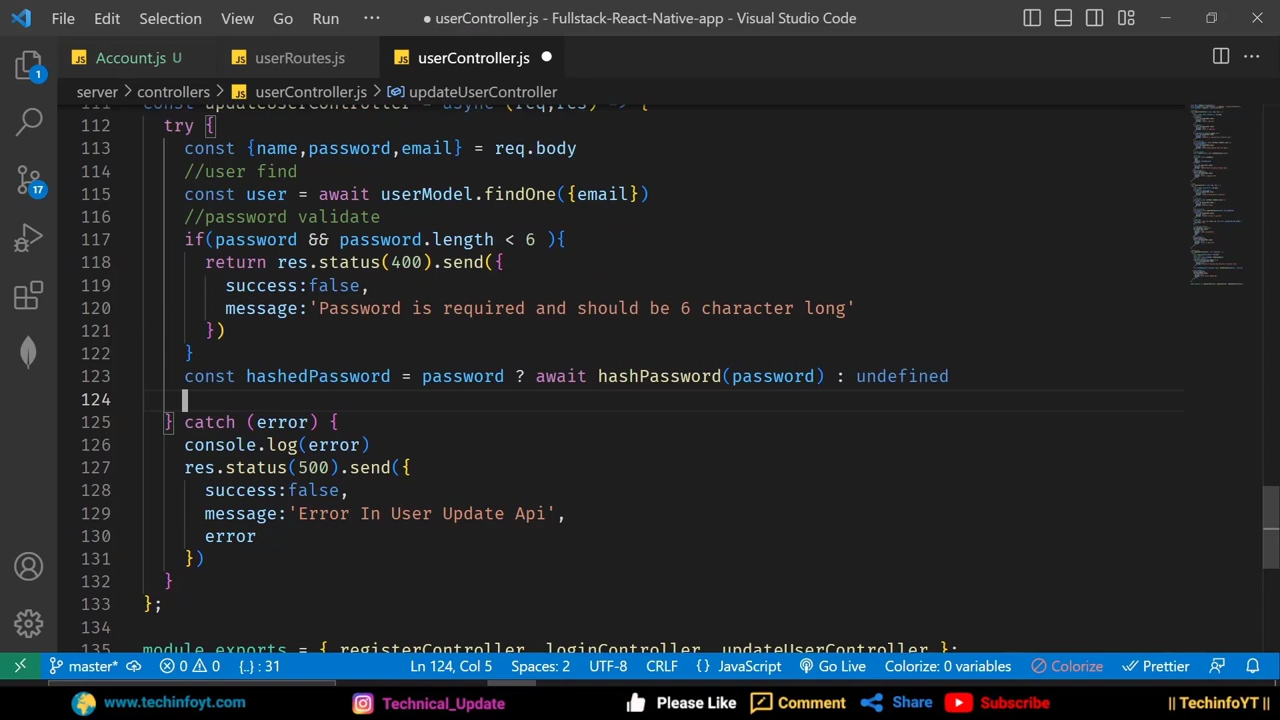 File Edit Selection View Go Run ··· ● userController.js - Fullstack-React-Native-app - Visual Studio Code
JS Account.js U JS userRoutes.js JS userController.js ●
server > controllers > JS userController.js > updateUserController
111 const updateUserController = async (req,res) => {
112 try {
113 const {name,password,email} = req.body
114 //user find
115 const user = await userModel.findOne({email})
116 //password validate
117 if(password && password.length < 6 ){
118 return res.status(400).send({
119 success:false,
120 message:'Password is required and should be 6 character long'
121 })
122 }
123 const hashedPassword = password ? await hashPassword(password) : undefined
124
125 } catch (error) {
126 console.log(error)
127 res.status(500).send({
128 success:false,
129 message:'Error In User Update Api',
130 error
131 })
132 }
133 };
134
135 module.exports = { registerController, loginController, updateUserController };
1
17
master* 0 0 {..} : 31 Ln 124, Col 5 Spaces: 2 UTF-8 CRLF {} JavaScript Go Live Colorize: 0 variables Colorize Prettier
www.techinfoyt.com Technical_Update Please Like Comment Share Subscribe || TechinfoYT ||